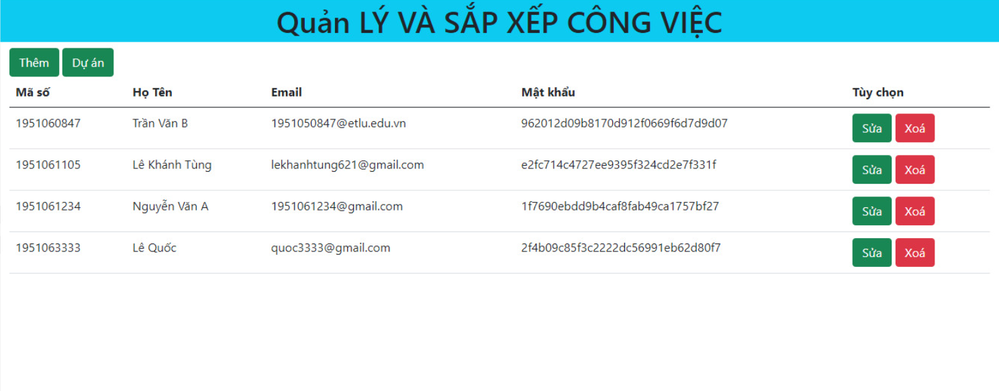 Quản LÝ VÀ SẮP XẾP CÔNG VIỆC
Thêm Dự án
Mã số Họ Tên Email Mật khẩu Tùy chọn
1951060847 Trần Văn B 1951050847@etlu.edu.vn 962012d09b8170d912f0669f6d7d9d07 Sửa Xoá
1951061105 Lê Khánh Tùng lekhanhtung621@gmail.com e2fc714c4727ee9395f324cd2e7f331f Sửa Xoá
1951061234 Nguyễn Văn A 1951061234@gmail.com 1f7690ebdd9b4caf8fab49ca1757bf27 Sửa Xoá
1951063333 Lê Quốc quoc3333@gmail.com 2f4b09c85f3c2222dc56991eb62d80f7 Sửa Xoá